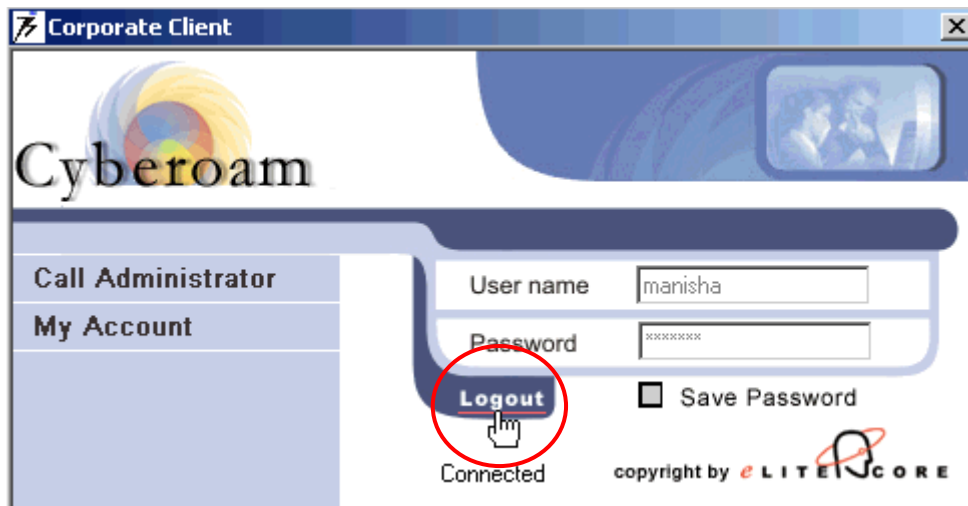 Corporate Client
Cyberoam
Call Administrator
My Account
User name
manisha
Password
*******
Logout
Save Password
Connected
copyright by eLITECORE